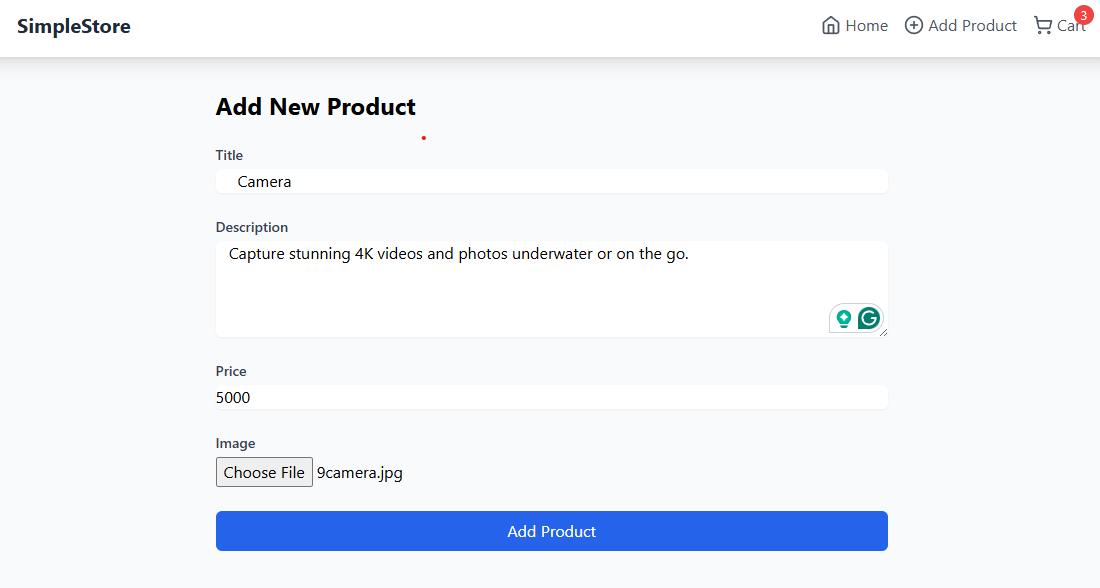 SimpleStore
Home
Add Product
Cart
3
Add New Product
Title
Camera
Description
Capture stunning 4K videos and photos underwater or on the go.
Price
5000
Image
Choose File 9camera.jpg
Add Product